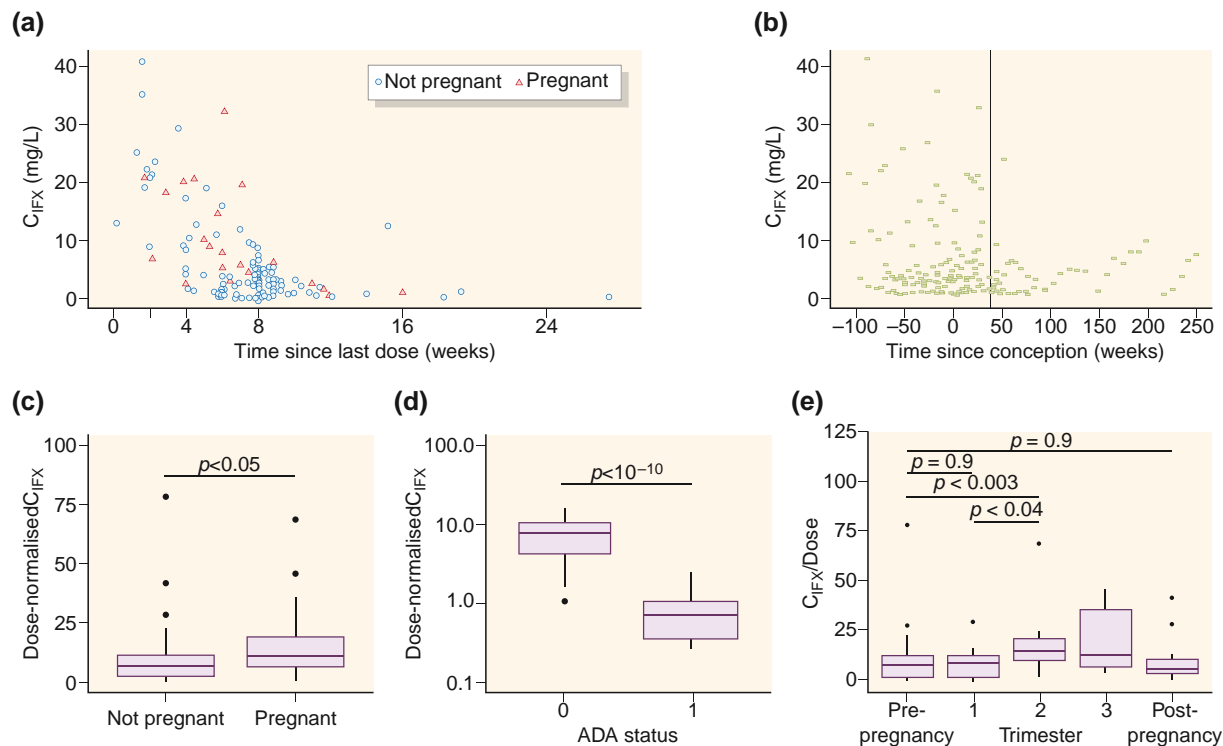 (a)
40
30
20
10
0
C_IFX (mg/L)
Not pregnant Pregnant
0 4 8 16 24
Time since last dose (weeks)
(b)
40
30
20
10
0
C_IFX (mg/L)
–100 –50 0 50 100 150 200 250
Time since conception (weeks)
(c)
100
75
50
25
0
Dose-normalisedC_IFX
p<0.05
Not pregnant Pregnant
(d)
100.0
10.0
1.0
0.1
Dose-normalisedC_IFX
p<10⁻¹⁰
0 1
ADA status
(e)
125
100
75
50
25
0
C_IFX/Dose
p = 0.9
p = 0.9
p < 0.003
p < 0.04
Pre- 1 2 3 Post-
pregnancy Trimester pregnancy